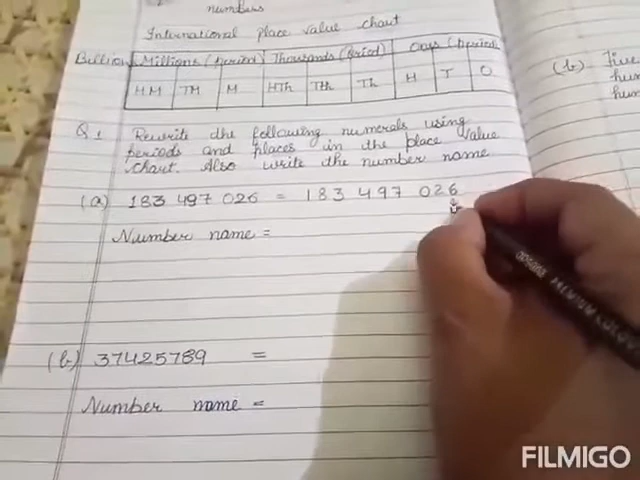 numbers
International place value chart
Billion Millions (period) Thousands (period) Ones (period
HM TM M HTh TTh Th H T O
Q1 Rewrite the following numerals using
periods and places in the place value
chart. Also write the number name
(a) 183 497 026 = 183 497 026
Number name =
(b) 37425789 =
Number name =
(b)
PREMIUM
FILMIGO